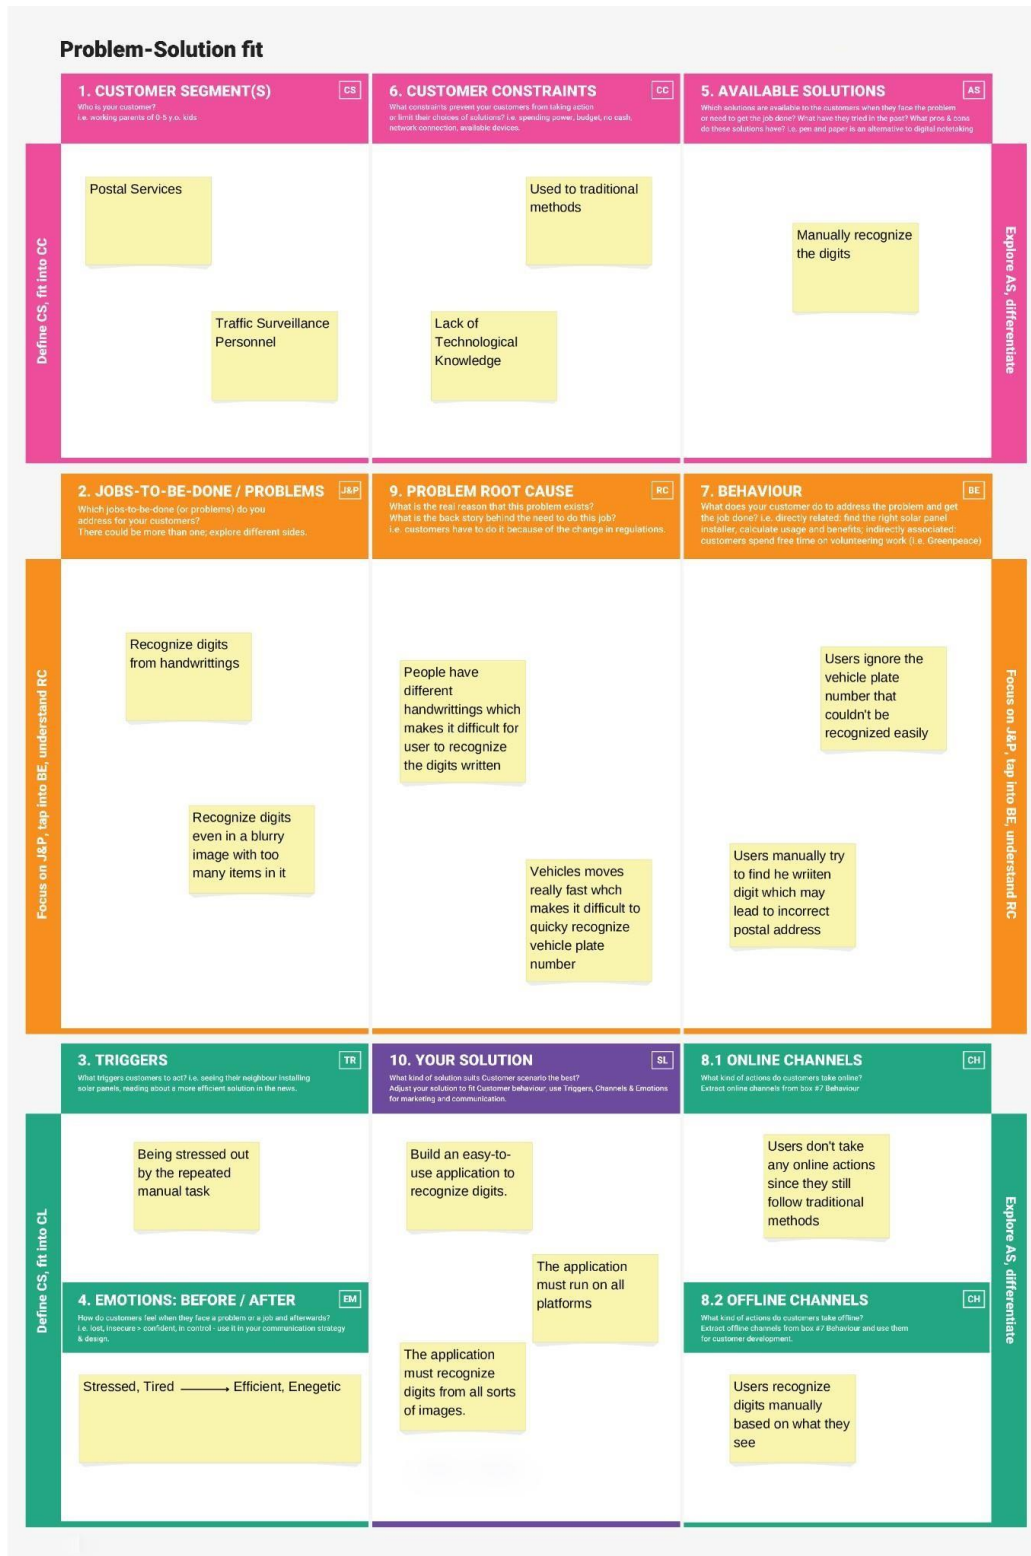 Problem-Solution fit
1. CUSTOMER SEGMENT(S)
CS
Who is your customer?
i.e. working parents of 0-5 y.o. kids
6. CUSTOMER CONSTRAINTS
CC
What constraints prevent your customers from taking action
or limit their choices of solutions? i.e. spending power, budget, no cash,
network connection, available devices.
5. AVAILABLE SOLUTIONS
AS
Which solutions are available to the customers when they face the problem
or need to get the job done? What have they tried in the past? What pros & cons
do these solutions have? i.e. pen and paper is an alternative to digital notetaking
Define CS, fit into CC
Postal Services
Traffic Surveillance
Personnel
Used to traditional
methods
Lack of
Technological
Knowledge
Manually recognize
the digits
Explore AS, differentiate
2. JOBS-TO-BE-DONE / PROBLEMS
J&P
Which jobs-to-be-done (or problems) do you
address for your customers?
There could be more than one; explore different sides.
9. PROBLEM ROOT CAUSE
RC
What is the real reason that this problem exists?
What is the back story behind the need to do this job?
i.e. customers have to do it because of the change in regulations.
7. BEHAVIOUR
BE
What does your customer do to address the problem and get
the job done? i.e. directly related: find the right solar panel
installer, calculate usage and benefits; indirectly associated:
customers spend free time on volunteering work (i.e. Greenpeace)
Focus on J&P, tap into BE, understand RC
Recognize digits
from handwrittings
Recognize digits
even in a blurry
image with too
many items in it
People have
different
handwrittings which
makes it difficult for
user to recognize
the digits written
Vehicles moves
really fast whch
makes it difficult to
quicky recognize
vehicle plate
number
Users ignore the
vehicle plate
number that
couldn't be
recognized easily
Users manually try
to find he wriiten
digit which may
lead to incorrect
postal address
Focus on J&P, tap into BE, understand RC
3. TRIGGERS
TR
What triggers customers to act? i.e. seeing their neighbour installing
solar panels, reading about a more efficient solution in the news.
10. YOUR SOLUTION
SL
What kind of solution suits Customer scenario the best?
Adjust your solution to fit Customer behaviour, use Triggers, Channels & Emotions
for marketing and communication.
8.1 ONLINE CHANNELS
CH
What kind of actions do customers take online?
Extract online channels from box #7 Behaviour
Define CS, fit into CL
Being stressed out
by the repeated
manual task
4. EMOTIONS: BEFORE / AFTER
EM
How do customers feel when they face a problem or a job and afterwards?
i.e. lost, insecure > confident, in control - use it in your communication strategy
& design.
Stressed, Tired ⟶ Efficient, Enegetic
Build an easy-to-
use application to
recognize digits.
The application
must run on all
platforms
The application
must recognize
digits from all sorts
of images.
Users don't take
any online actions
since they still
follow traditional
methods
8.2 OFFLINE CHANNELS
CH
What kind of actions do customers take offline?
Extract offline channels from box #7 Behaviour and use them
for customer development.
Users recognize
digits manually
based on what they
see
Explore AS, differentiate